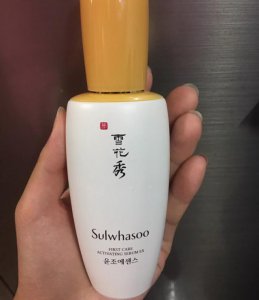 雪
花
秀
Sulwhasoo
FIRST CARE
ACTIVATING SERUM EX
윤조에센스